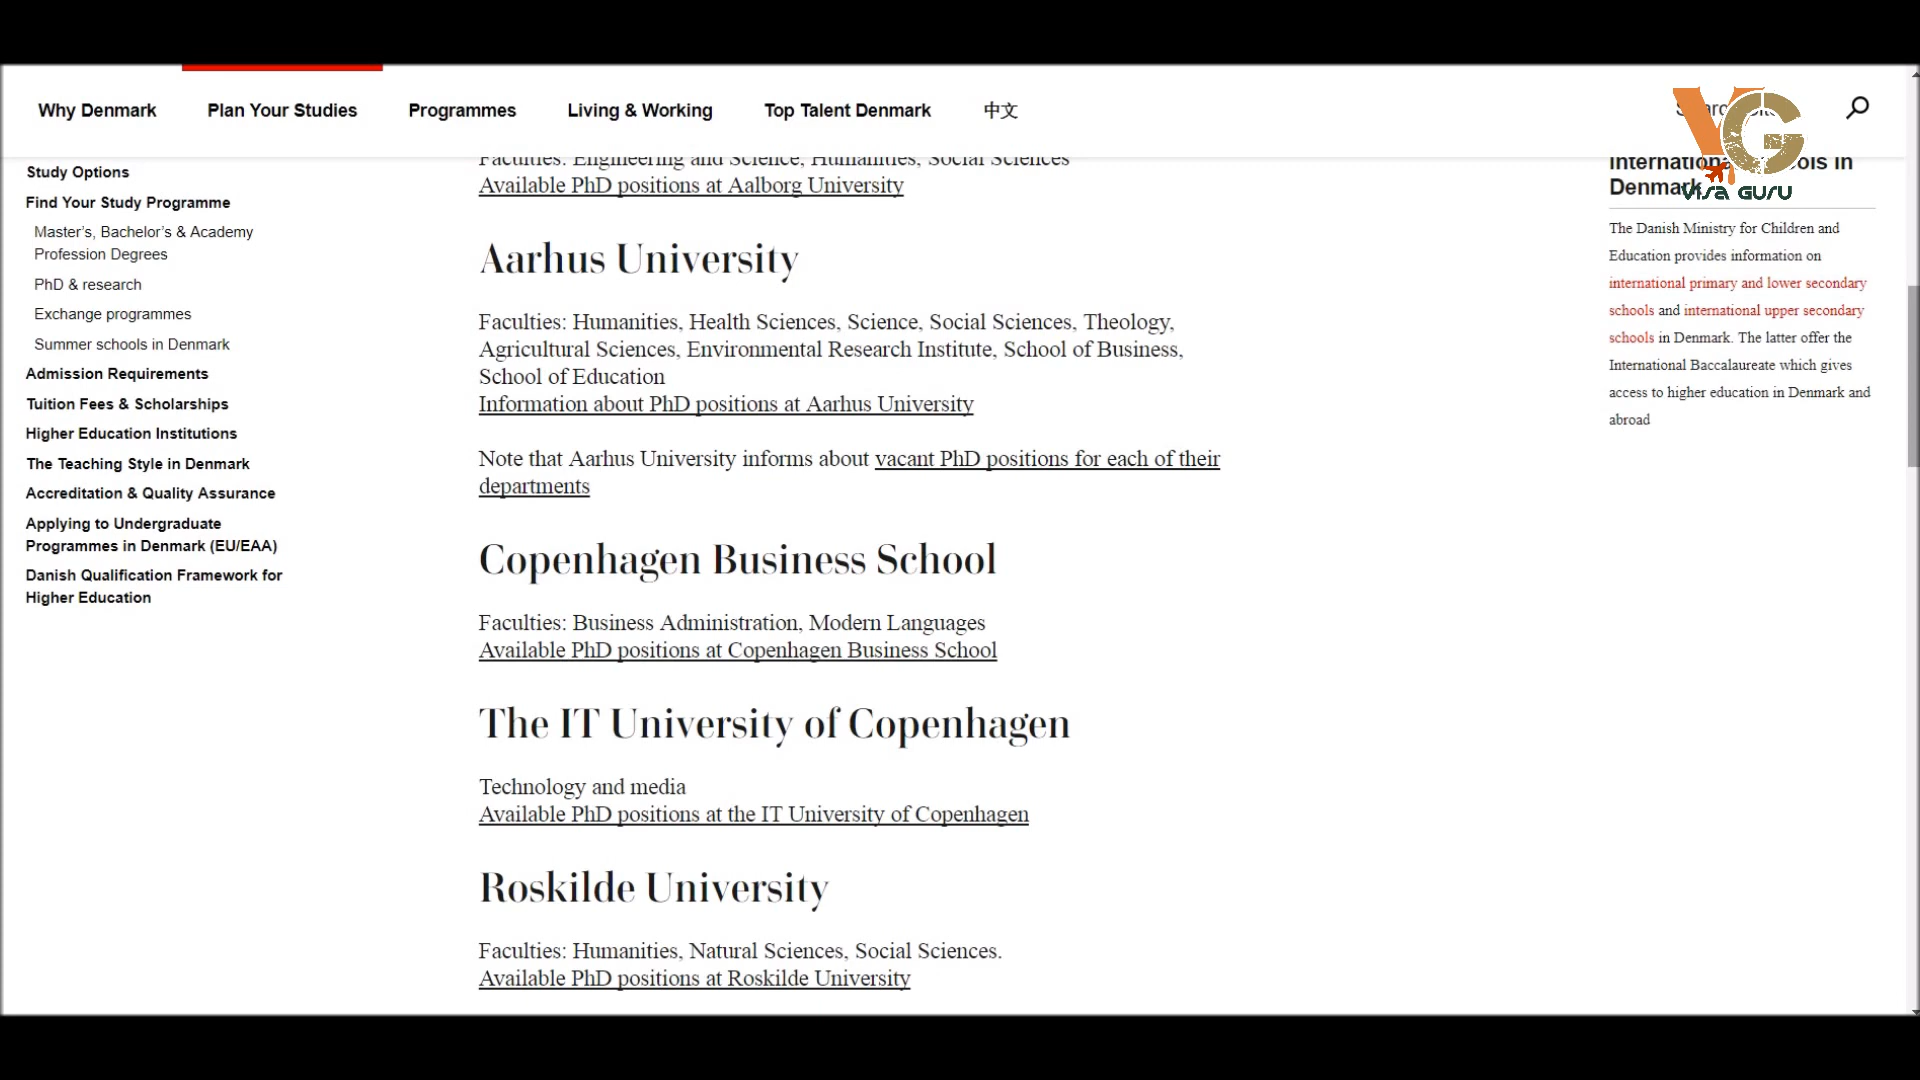 Why Denmark
Plan Your Studies
Programmes
Living & Working
Top Talent Denmark
中文
VG
Visa Guru
Study Options
Find Your Study Programme
Master’s, Bachelor’s & Academy
Profession Degrees
PhD & research
Exchange programmes
Summer schools in Denmark
Admission Requirements
Tuition Fees & Scholarships
Higher Education Institutions
The Teaching Style in Denmark
Accreditation & Quality Assurance
Applying to Undergraduate
Programmes in Denmark (EU/EAA)
Danish Qualification Framework for
Higher Education
Faculties: Engineering and Science, Humanities, Social Sciences
Available PhD positions at Aalborg University
Aarhus University
Faculties: Humanities, Health Sciences, Science, Social Sciences, Theology,
Agricultural Sciences, Environmental Research Institute, School of Business,
School of Education
Information about PhD positions at Aarhus University
Note that Aarhus University informs about vacant PhD positions for each of their
departments
Copenhagen Business School
Faculties: Business Administration, Modern Languages
Available PhD positions at Copenhagen Business School
The IT University of Copenhagen
Technology and media
Available PhD positions at the IT University of Copenhagen
Roskilde University
Faculties: Humanities, Natural Sciences, Social Sciences.
Available PhD positions at Roskilde University
in
Denmark
The Danish Ministry for Children and
Education provides information on
international primary and lower secondary
schools and international upper secondary
schools in Denmark. The latter offer the
International Baccalaureate which gives
access to higher education in Denmark and
abroad